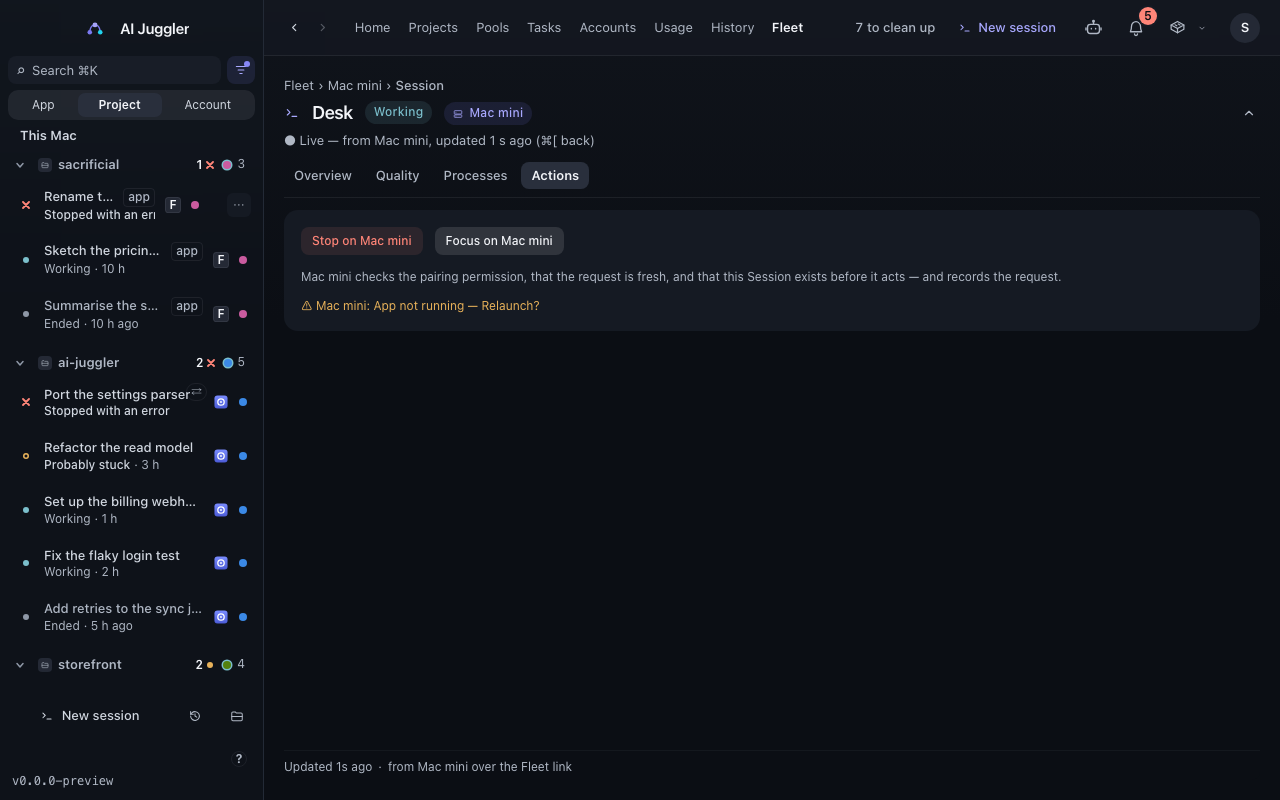 AI Juggler
Search ⌘K
App Project Account
This Mac
sacrificial 1 3
Rename t... app F
Stopped with an err
Sketch the pricin... app F
Working · 10 h
Summarise the s... app F
Ended · 10 h ago
ai-juggler 2 5
Port the settings parser
Stopped with an error
Refactor the read model
Probably stuck · 3 h
Set up the billing webh...
Working · 1 h
Fix the flaky login test
Working · 2 h
Add retries to the sync j...
Ended · 5 h ago
storefront 2 4
New session
?
v0.0.0-preview
Home Projects Pools Tasks Accounts Usage History Fleet 7 to clean up New session 5 S
Fleet › Mac mini › Session
Desk Working Mac mini
Live — from Mac mini, updated 1 s ago (⌘[ back)
Overview Quality Processes Actions
Stop on Mac mini Focus on Mac mini
Mac mini checks the pairing permission, that the request is fresh, and that this Session exists before it acts — and records the request.
⚠ Mac mini: App not running — Relaunch?
Updated 1s ago · from Mac mini over the Fleet link